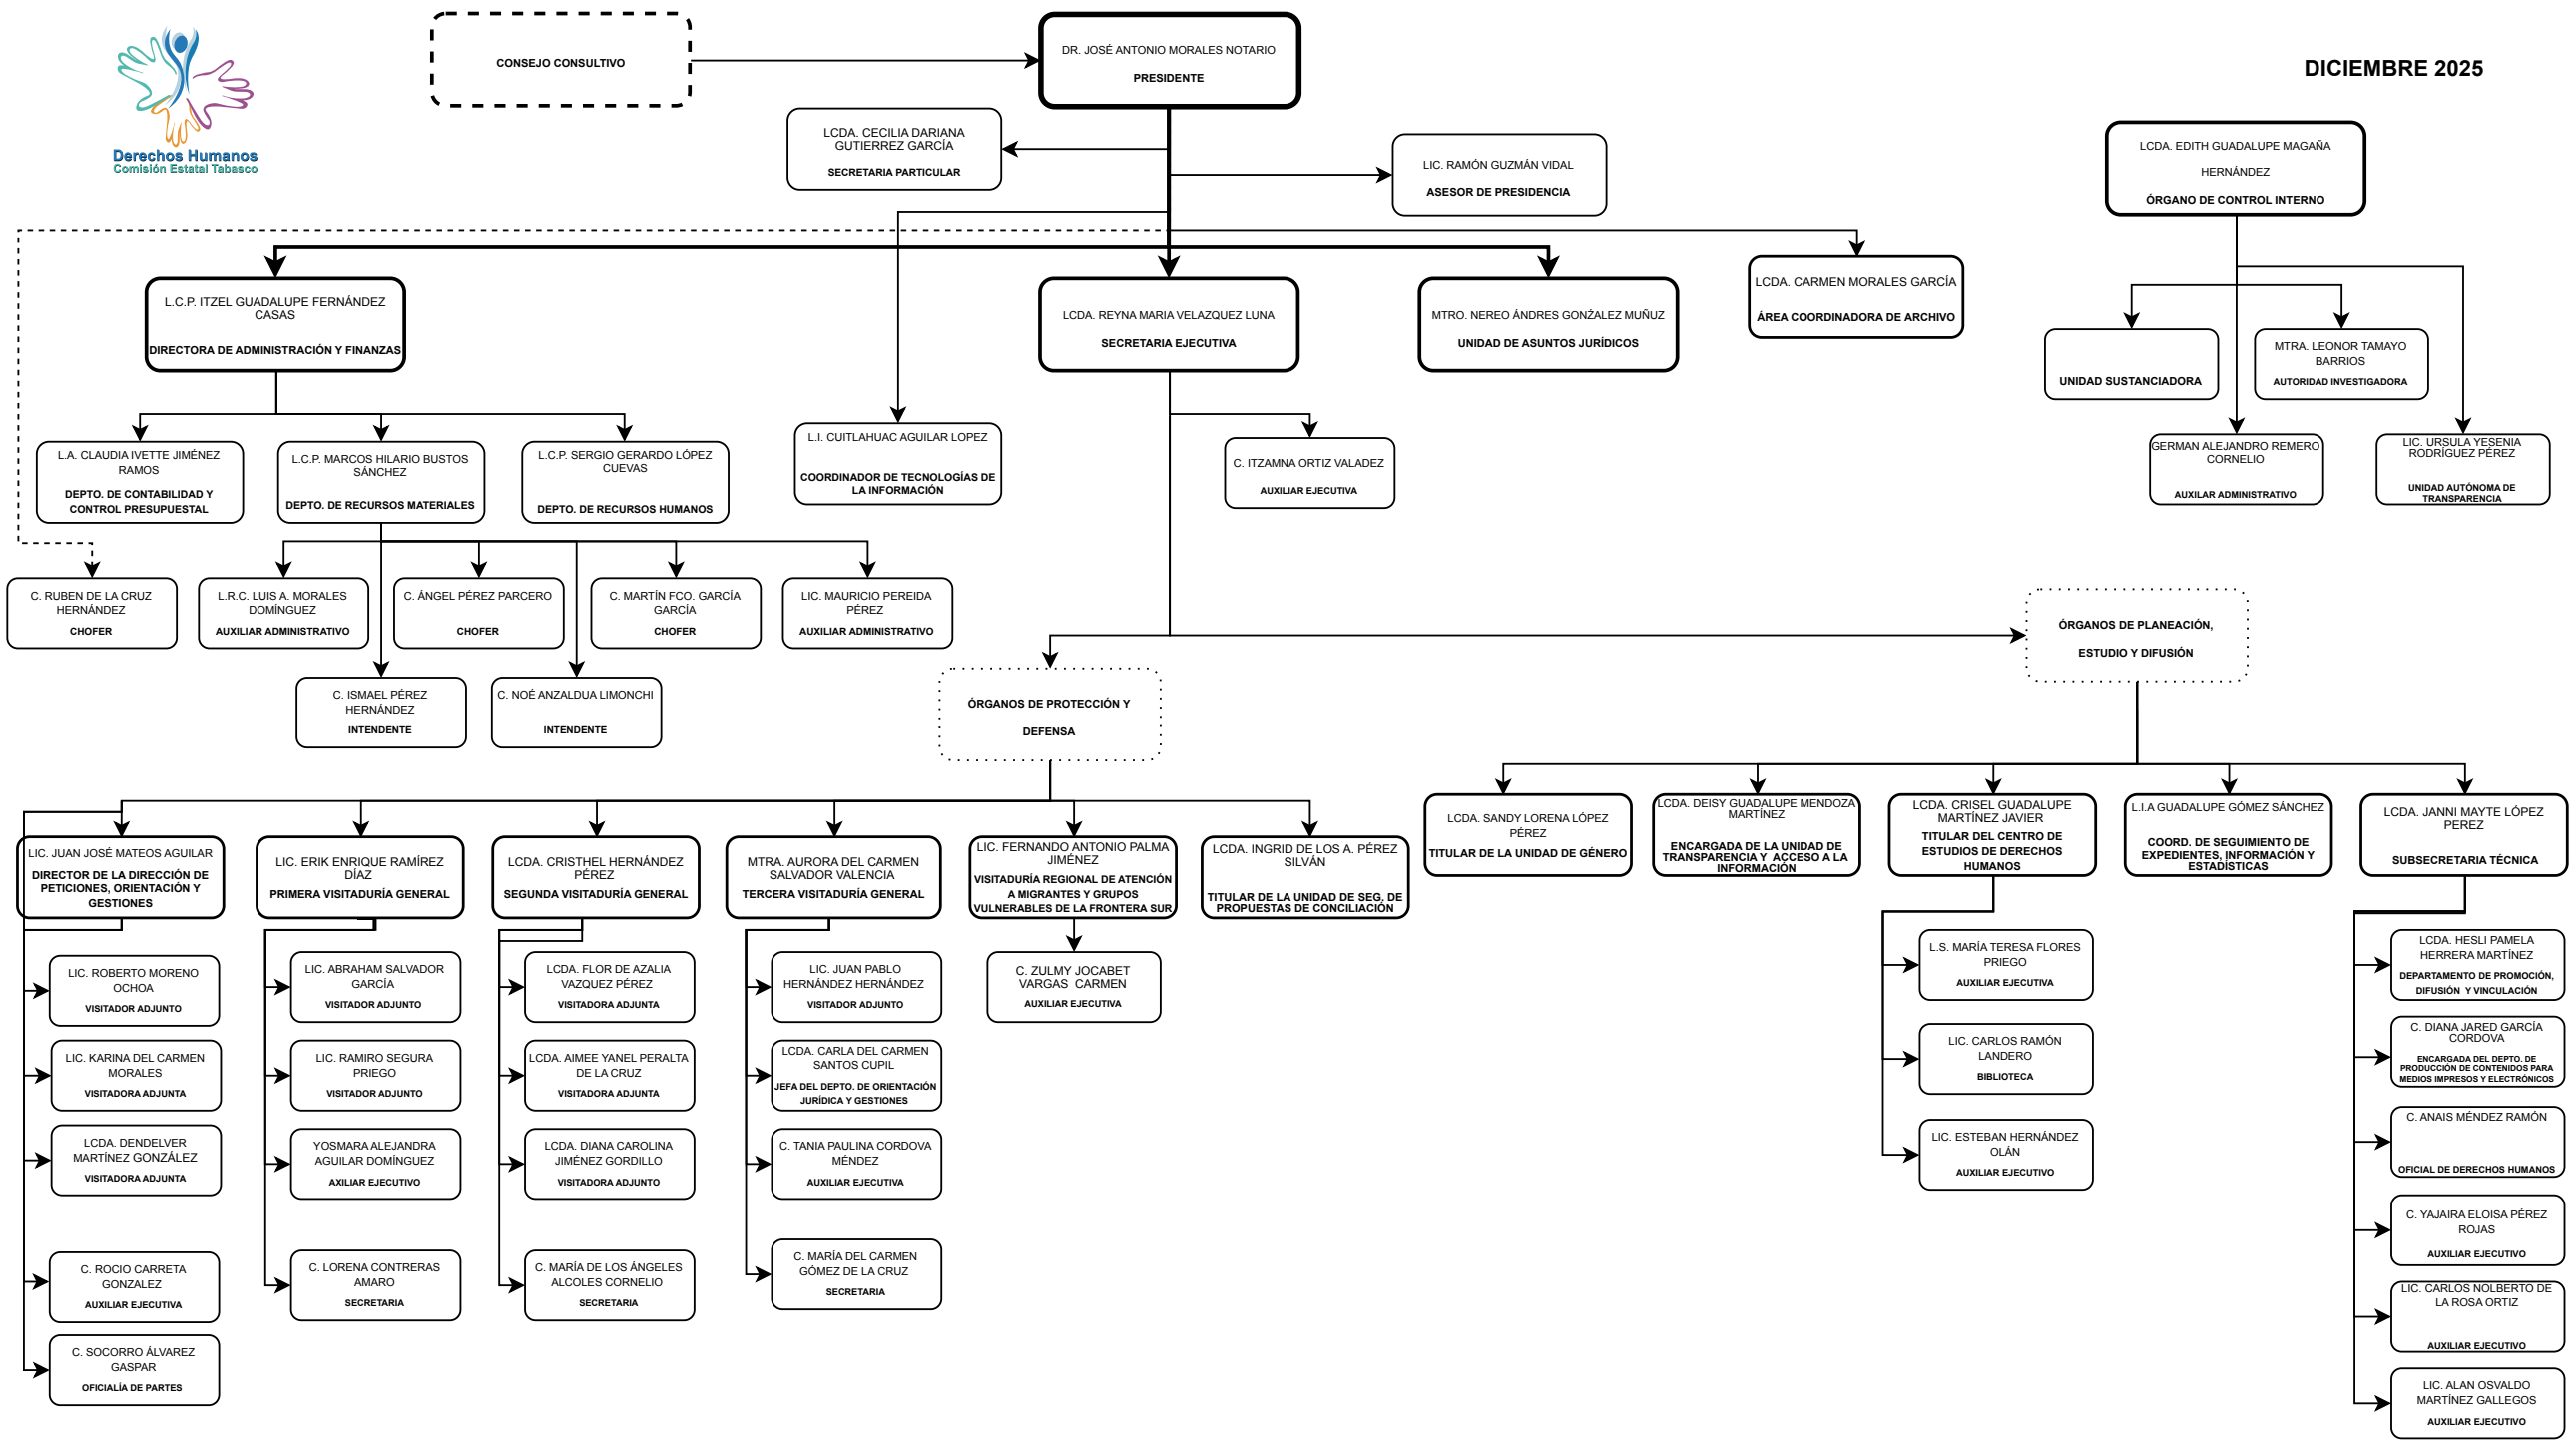 Derechos Humanos
Comisión Estatal Tabasco
CONSEJO CONSULTIVO
DR. JOSÉ ANTONIO MORALES NOTARIO
PRESIDENTE
DICIEMBRE 2025
LCDA. CECILIA DARIANA
GUTIERREZ GARCÍA
SECRETARIA PARTICULAR
LIC. RAMÓN GUZMÁN VIDAL
ASESOR DE PRESIDENCIA
LCDA. EDITH GUADALUPE MAGAÑA
HERNÁNDEZ
ÓRGANO DE CONTROL INTERNO
L.C.P. ITZEL GUADALUPE FERNÁNDEZ
CASAS
DIRECTORA DE ADMINISTRACIÓN Y FINANZAS
LCDA. REYNA MARIA VELAZQUEZ LUNA
SECRETARIA EJECUTIVA
MTRO. NEREO ÁNDRES GONŹALEZ MUÑUZ
UNIDAD DE ASUNTOS JURÍDICOS
LCDA. CARMEN MORALES GARCÍA
ÁREA COORDINADORA DE ARCHIVO
UNIDAD SUSTANCIADORA
MTRA. LEONOR TAMAYO
BARRIOS
AUTORIDAD INVESTIGADORA
L.A. CLAUDIA IVETTE JIMÉNEZ
RAMOS
DEPTO. DE CONTABILIDAD Y
CONTROL PRESUPUESTAL
L.C.P. MARCOS HILARIO BUSTOS
SÁNCHEZ
DEPTO. DE RECURSOS MATERIALES
L.C.P. SERGIO GERARDO LÓPEZ
CUEVAS
DEPTO. DE RECURSOS HUMANOS
L.I. CUITLAHUAC AGUILAR LOPEZ
COORDINADOR DE TECNOLOGÍAS DE
LA INFORMACIÓN
C. ITZAMNA ORTIZ VALADEZ
AUXILIAR EJECUTIVA
GERMAN ALEJANDRO REMERO
CORNELIO
AUXILAR ADMINISTRATIVO
LIC. URSULA YESENIA
RODRÍGUEZ PÉREZ
UNIDAD AUTÓNOMA DE
TRANSPARENCIA
C. RUBEN DE LA CRUZ
HERNÁNDEZ
CHOFER
L.R.C. LUIS A. MORALES
DOMÍNGUEZ
AUXILIAR ADMINISTRATIVO
C. ÁNGEL PÉREZ PARCERO
CHOFER
C. MARTÍN FCO. GARCÍA
GARCÍA
CHOFER
LIC. MAURICIO PEREIDA
PÉREZ
AUXILIAR ADMINISTRATIVO
C. ISMAEL PÉREZ
HERNÁNDEZ
INTENDENTE
C. NOÉ ANZALDUA LIMONCHI
INTENDENTE
ÓRGANOS DE PROTECCIÓN Y
DEFENSA
ÓRGANOS DE PLANEACIÓN,
ESTUDIO Y DIFUSIÓN
LIC. JUAN JOSÉ MATEOS AGUILAR
DIRECTOR DE LA DIRECCIÓN DE
PETICIONES, ORIENTACIÓN Y
GESTIONES
LIC. ERIK ENRIQUE RAMÍREZ
DÍAZ
PRIMERA VISITADURÍA GENERAL
LCDA. CRISTHEL HERNÁNDEZ
PÉREZ
SEGUNDA VISITADURÍA GENERAL
MTRA. AURORA DEL CARMEN
SALVADOR VALENCIA
TERCERA VISITADURÍA GENERAL
LIC. FERNANDO ANTONIO PALMA
JIMÉNEZ
VISITADURÍA REGIONAL DE ATENCIÓN
A MIGRANTES Y GRUPOS
VULNERABLES DE LA FRONTERA SUR
LCDA. INGRID DE LOS A. PÉREZ
SILVÁN
TITULAR DE LA UNIDAD DE SEG. DE
PROPUESTAS DE CONCILIACIÓN
LCDA. SANDY LORENA LÓPEZ
PÉREZ
TITULAR DE LA UNIDAD DE GÉNERO
LCDA. DEISY GUADALUPE MENDOZA
MARTÍNEZ
ENCARGADA DE LA UNIDAD DE
TRANSPARENCIA Y ACCESO A LA
INFORMACIÓN
LCDA. CRISEL GUADALUPE
MARTÍNEZ JAVIER
TITULAR DEL CENTRO DE
ESTUDIOS DE DERECHOS
HUMANOS
L.I.A GUADALUPE GÓMEZ SÁNCHEZ
COORD. DE SEGUIMIENTO DE
EXPEDIENTES, INFORMACIÓN Y
ESTADÍSTICAS
LCDA. JANNI MAYTE LÓPEZ
PEREZ
SUBSECRETARIA TÉCNICA
LIC. ROBERTO MORENO
OCHOA
VISITADOR ADJUNTO
LIC. KARINA DEL CARMEN
MORALES
VISITADORA ADJUNTA
LCDA. DENDELVER
MARTÍNEZ GONZÁLEZ
VISITADORA ADJUNTA
C. ROCIO CARRETA
GONZALEZ
AUXILIAR EJECUTIVA
C. SOCORRO ÁLVAREZ
GASPAR
OFICIALÍA DE PARTES
LIC. ABRAHAM SALVADOR
GARCÍA
VISITADOR ADJUNTO
LIC. RAMIRO SEGURA
PRIEGO
VISITADOR ADJUNTO
YOSMARA ALEJANDRA
AGUILAR DOMÍNGUEZ
AXILIAR EJECUTIVO
C. LORENA CONTRERAS
AMARO
SECRETARIA
LCDA. FLOR DE AZALIA
VAZQUEZ PÉREZ
VISITADORA ADJUNTA
LCDA. AIMEE YANEL PERALTA
DE LA CRUZ
VISITADORA ADJUNTA
LCDA. DIANA CAROLINA
JIMÉNEZ GORDILLO
VISITADORA ADJUNTO
C. MARÍA DE LOS ÁNGELES
ALCOLES CORNELIO
SECRETARIA
LIC. JUAN PABLO
HERNÁNDEZ HERNÁNDEZ
VISITADOR ADJUNTO
LCDA. CARLA DEL CARMEN
SANTOS CUPIL
JEFA DEL DEPTO. DE ORIENTACIÓN
JURÍDICA Y GESTIONES
C. TANIA PAULINA CORDOVA
MÉNDEZ
AUXILIAR EJECUTIVA
C. MARÍA DEL CARMEN
GÓMEZ DE LA CRUZ
SECRETARIA
C. ZULMY JOCABET
VARGAS CARMEN
AUXILIAR EJECUTIVA
L.S. MARÍA TERESA FLORES
PRIEGO
AUXILIAR EJECUTIVA
LIC. CARLOS RAMÓN
LANDERO
BIBLIOTECA
LIC. ESTEBAN HERNÁNDEZ
OLÁN
AUXILIAR EJECUTIVO
LCDA. HESLI PAMELA
HERRERA MARTÍNEZ
DEPARTAMENTO DE PROMOCIÓN,
DIFUSIÓN Y VINCULACIÓN
C. DIANA JARED GARCÍA
CORDOVA
ENCARGADA DEL DEPTO. DE
PRODUCCIÓN DE CONTENIDOS PARA
MEDIOS IMPRESOS Y ELECTRÓNICOS
C. ANAIS MÉNDEZ RAMÓN
OFICIAL DE DERECHOS HUMANOS
C. YAJAIRA ELOISA PÉREZ
ROJAS
AUXILIAR EJECUTIVO
LIC. CARLOS NOLBERTO DE
LA ROSA ORTIZ
AUXILIAR EJECUTIVO
LIC. ALAN OSVALDO
MARTÍNEZ GALLEGOS
AUXILIAR EJECUTIVO